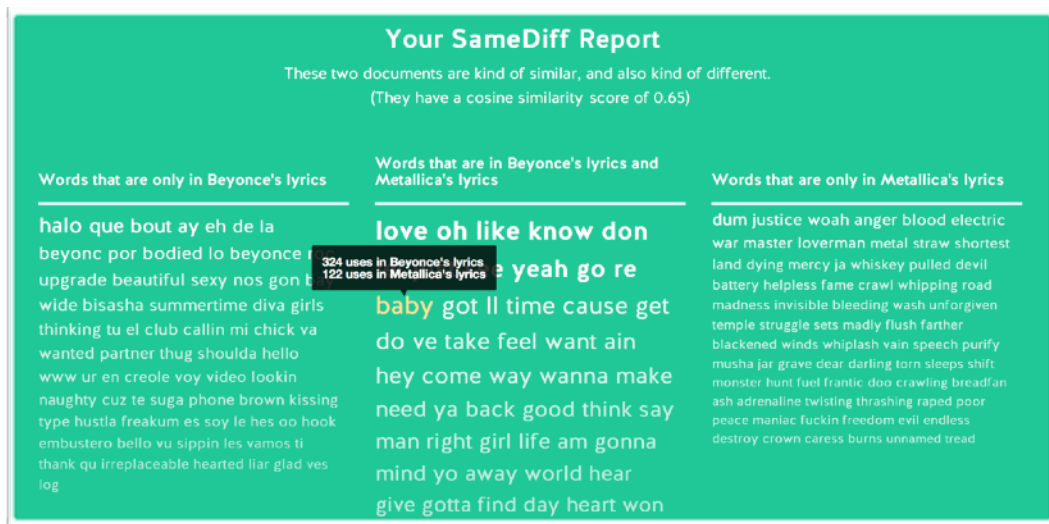 Your SameDiff Report
These two documents are kind of similar, and also kind of different.
(They have a cosine similarity score of 0.65)
Words that are only in Beyonce's lyrics
halo que bout ay eh de la
beyonc por bodied lo beyonce
upgrade beautiful sexy nos gon bay
wide bisasha summertime diva girls
thinking tu el club callin mi chick va
wanted partner thug shoulda hello
www ur en creole voy video lookin
naughty cuz te suga phone brown kissing
type hustla freakum es soy le hes oo hook
embustero bello vu sippin les vamos ti
thank qu irreplaceable hearted liar glad ves
log
Words that are in Beyonce's lyrics and
Metallica's lyrics
love oh like know don
324 uses in Beyonce's lyrics
122 uses in Metallica's lyrics
yeah go re
baby got ll time cause get
do ve take feel want ain
hey come way wanna make
need ya back good think say
man right girl life am gonna
mind yo away world hear
give gotta find day heart won
Words that are only in Metallica's lyrics
dum justice woah anger blood electric
war master loverman metal straw shortest
land dying mercy ja whiskey pulled devil
battery helpless fame crawl whipping road
madness invisible bleeding wash unforgiven
temple struggle sets madly flush farther
blackened winds whiplash vain speech purify
musha jar grave dear darling torn sleeps shift
monster hunt fuel frantic doo crawling breadfan
ash adrenaline twisting thrashing raped poor
peace maniac fuckin freedom evil endless
destroy crown caress burns unnamed tread